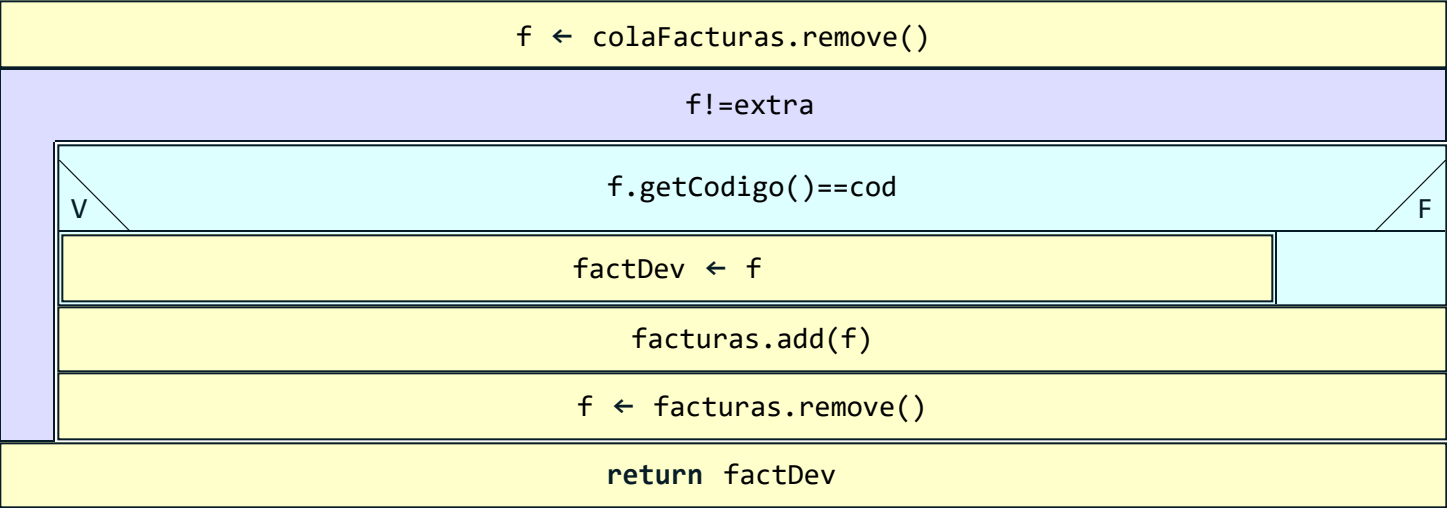 f ← colaFacturas.remove()
f!=extra
f.getCodigo()==cod
V
F
factDev ← f
facturas.add(f)
f ← facturas.remove()
return factDev